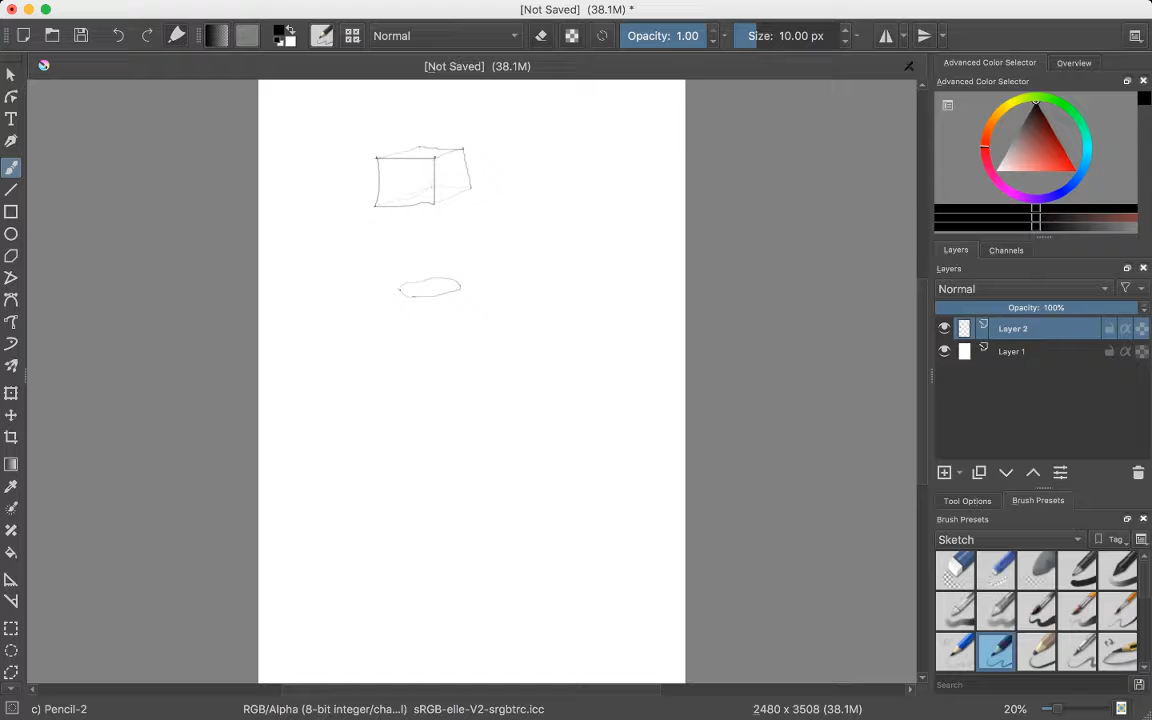 [Not Saved] (38.1M) *
Normal
Opacity: 1.00
Size: 10.00 px
[Not Saved] (38.1M)
Advanced Color Selector
Overview
Advanced Color Selector
Layers
Channels
Layers
Normal
Opacity: 100%
Layer 2
Layer 1
Tool Options
Brush Presets
Brush Presets
Sketch
Tag
Search
c) Pencil-2
RGB/Alpha (8-bit integer/cha...l) sRGB-elle-V2-srgbtrc.icc
2480 x 3508 (38.1M)
20%